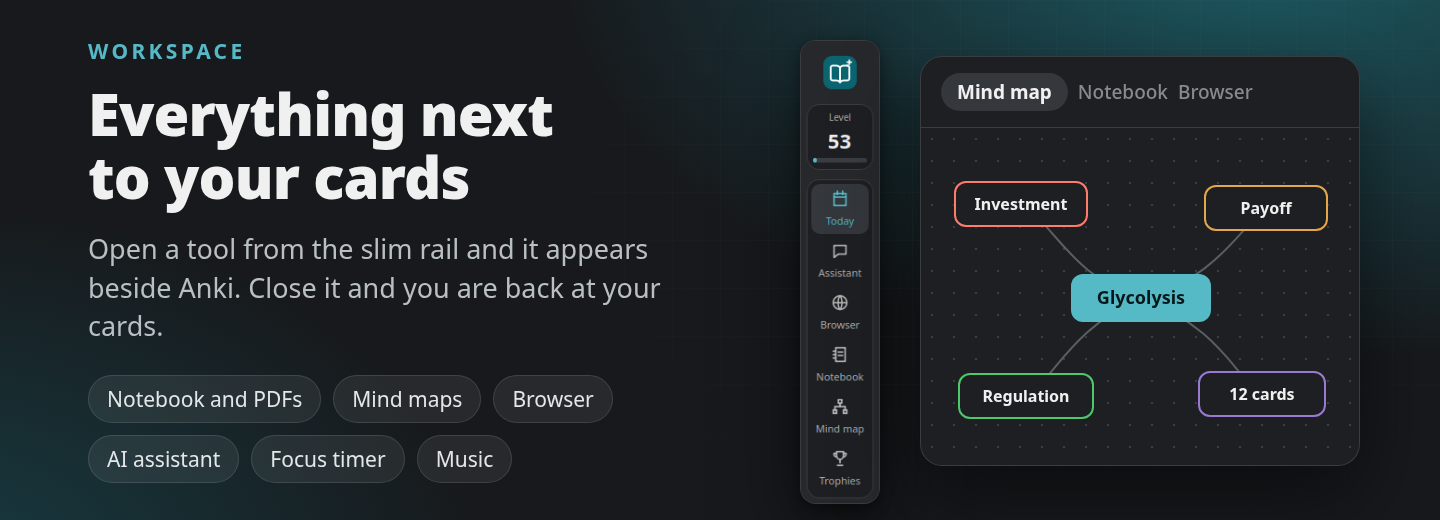 WORKSPACE
Everything next
to your cards
Open a tool from the slim rail and it appears
beside Anki. Close it and you are back at your
cards.
Notebook and PDFs
Mind maps
Browser
AI assistant
Focus timer
Music
Level
53
Today
Assistant
Browser
Notebook
Mind map
Trophies
Mind map
Notebook
Browser
Investment
Payoff
Glycolysis
Regulation
12 cards